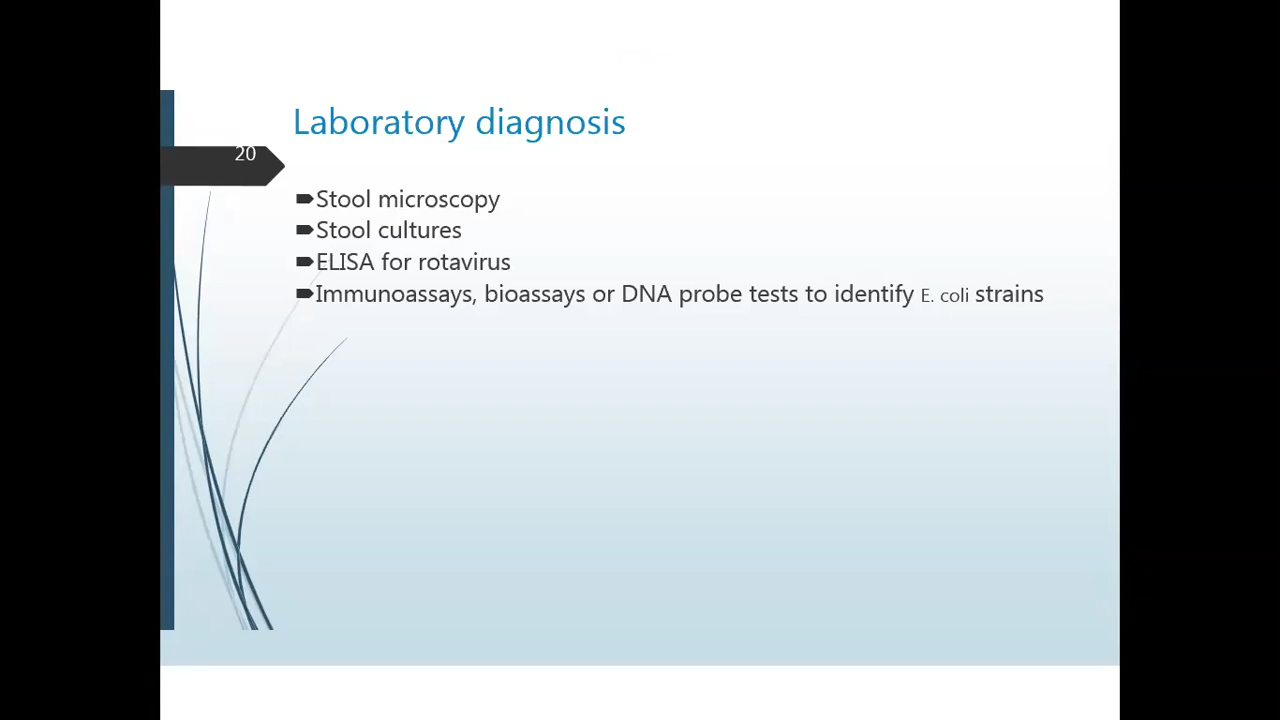 Laboratory diagnosis
20
Stool microscopy
Stool cultures
ELISA for rotavirus
Immunoassays, bioassays or DNA probe tests to identify E. coli strains